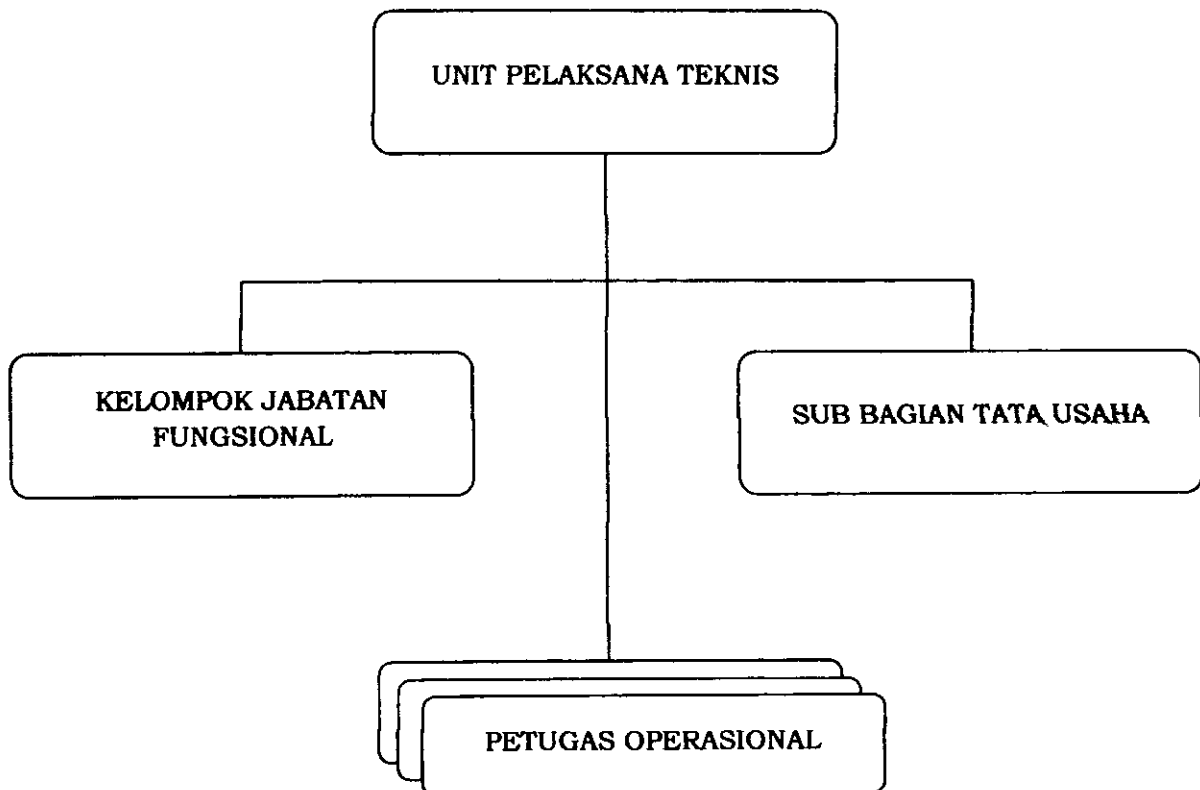 UNIT PELAKSANA TEKNIS
KELOMPOK JABATAN
FUNGSIONAL
SUB BAGIAN TATA USAHA
PETUGAS OPERASIONAL